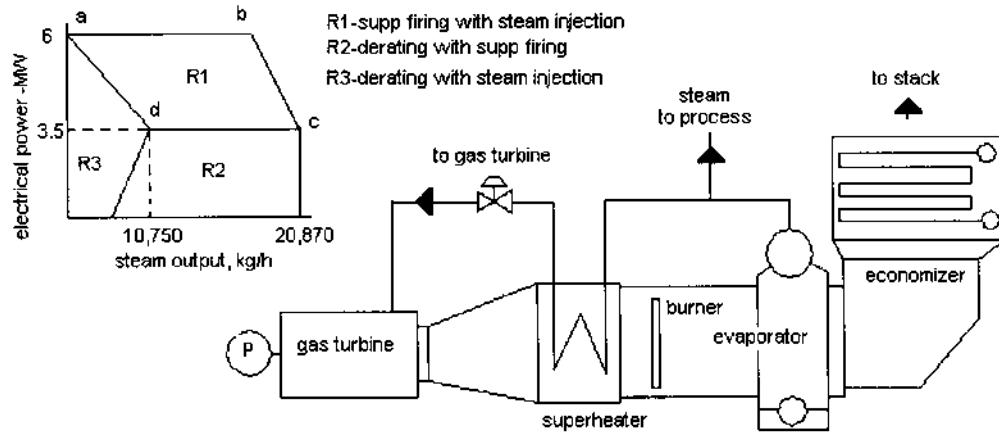 a
b
6
R1-supp firing with steam injection
R2-derating with supp firing
R3-derating with steam injection
electrical power -MW
R1
d
c
3.5
R3
R2
10,750
20,870
steam output, kg/h
to stack
steam
to process
to gas turbine
economizer
burner
evaporator
P
gas turbine
superheater